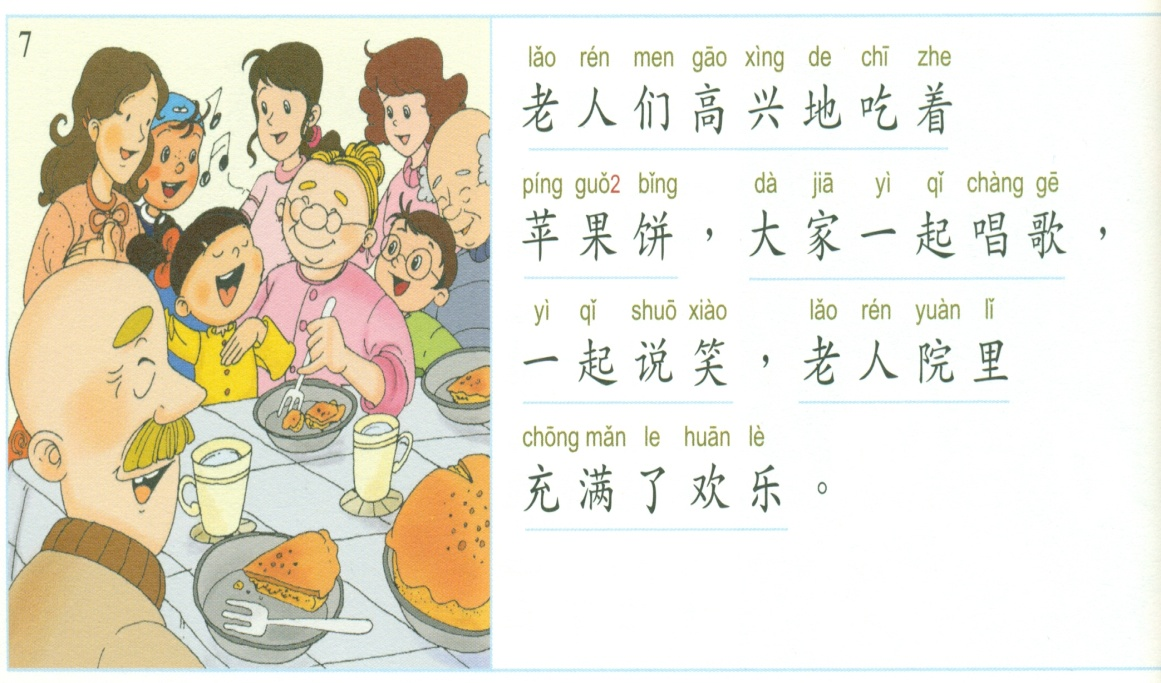 7
lǎo rén men gāo xìng de chī zhe
老人们高兴地吃着
píng guǒ2 bǐng dà jiā yì qǐ chàng gē
苹果饼，大家一起唱歌，
yì qǐ shuō xiào lǎo rén yuàn lǐ
一起说笑，老人院里
chōng mǎn le huān lè
充满了欢乐。